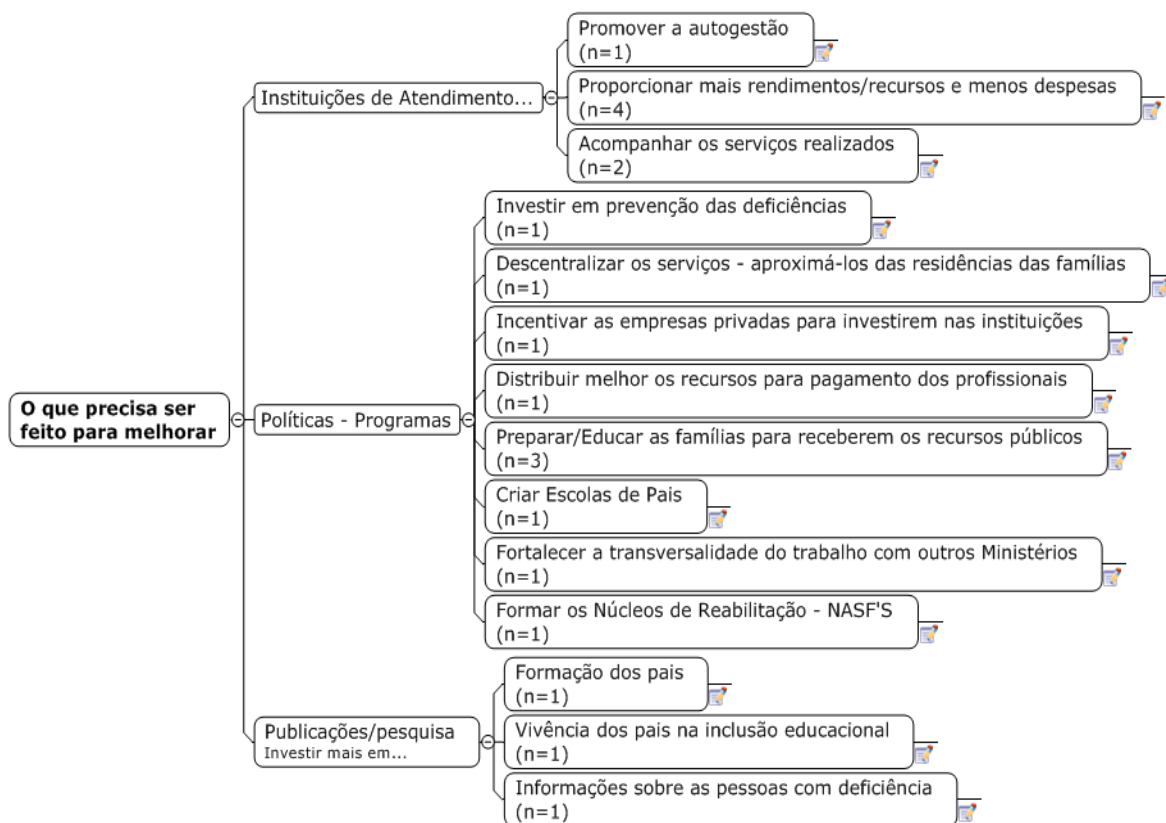 Promover a autogestão
(n=1)
Instituições de Atendimento...
Proporcionar mais rendimentos/recursos e menos despesas
(n=4)
Acompanhar os serviços realizados
(n=2)
Investir em prevenção das deficiências
(n=1)
Descentralizar os serviços - aproximá-los das residências das famílias
(n=1)
Incentivar as empresas privadas para investirem nas instituições
(n=1)
Distribuir melhor os recursos para pagamento dos profissionais
(n=1)
O que precisa ser
feito para melhorar
Políticas - Programas
Preparar/Educar as famílias para receberem os recursos públicos
(n=3)
Criar Escolas de Pais
(n=1)
Fortalecer a transversalidade do trabalho com outros Ministérios
(n=1)
Formar os Núcleos de Reabilitação - NASF'S
(n=1)
Formação dos pais
(n=1)
Publicações/pesquisa
Investir mais em...
Vivência dos pais na inclusão educacional
(n=1)
Informações sobre as pessoas com deficiência
(n=1)